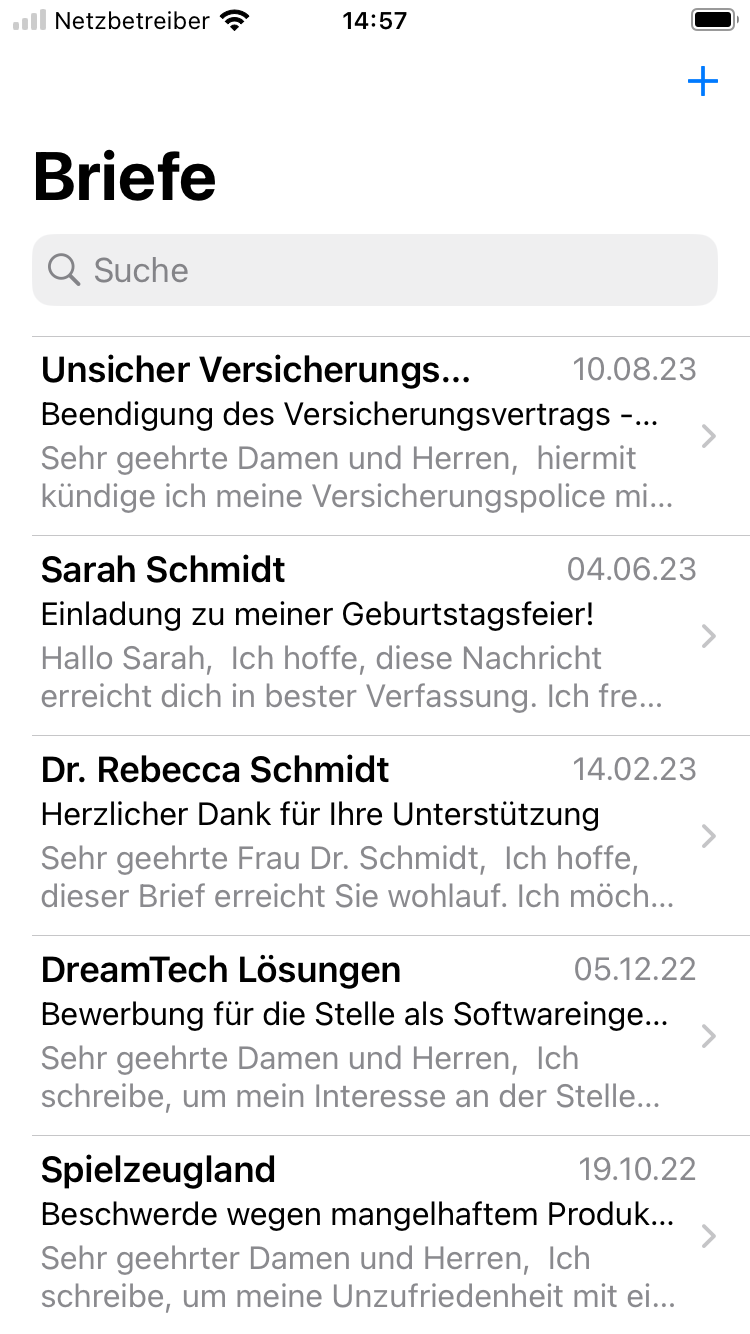 Netzbetreiber 14:57
Briefe
Suche
Unsicher Versicherungs... 10.08.23
Beendigung des Versicherungsvertrags -...
Sehr geehrte Damen und Herren,  hiermit
kündige ich meine Versicherungspolice mi...
Sarah Schmidt 04.06.23
Einladung zu meiner Geburtstagsfeier!
Hallo Sarah,  Ich hoffe, diese Nachricht
erreicht dich in bester Verfassung. Ich fre...
Dr. Rebecca Schmidt 14.02.23
Herzlicher Dank für Ihre Unterstützung
Sehr geehrte Frau Dr. Schmidt,  Ich hoffe,
dieser Brief erreicht Sie wohlauf. Ich möch...
DreamTech Lösungen 05.12.22
Bewerbung für die Stelle als Softwareinge...
Sehr geehrte Damen und Herren,  Ich
schreibe, um mein Interesse an der Stelle...
Spielzeugland 19.10.22
Beschwerde wegen mangelhaftem Produk...
Sehr geehrter Damen und Herren,  Ich
schreibe, um meine Unzufriedenheit mit ei...